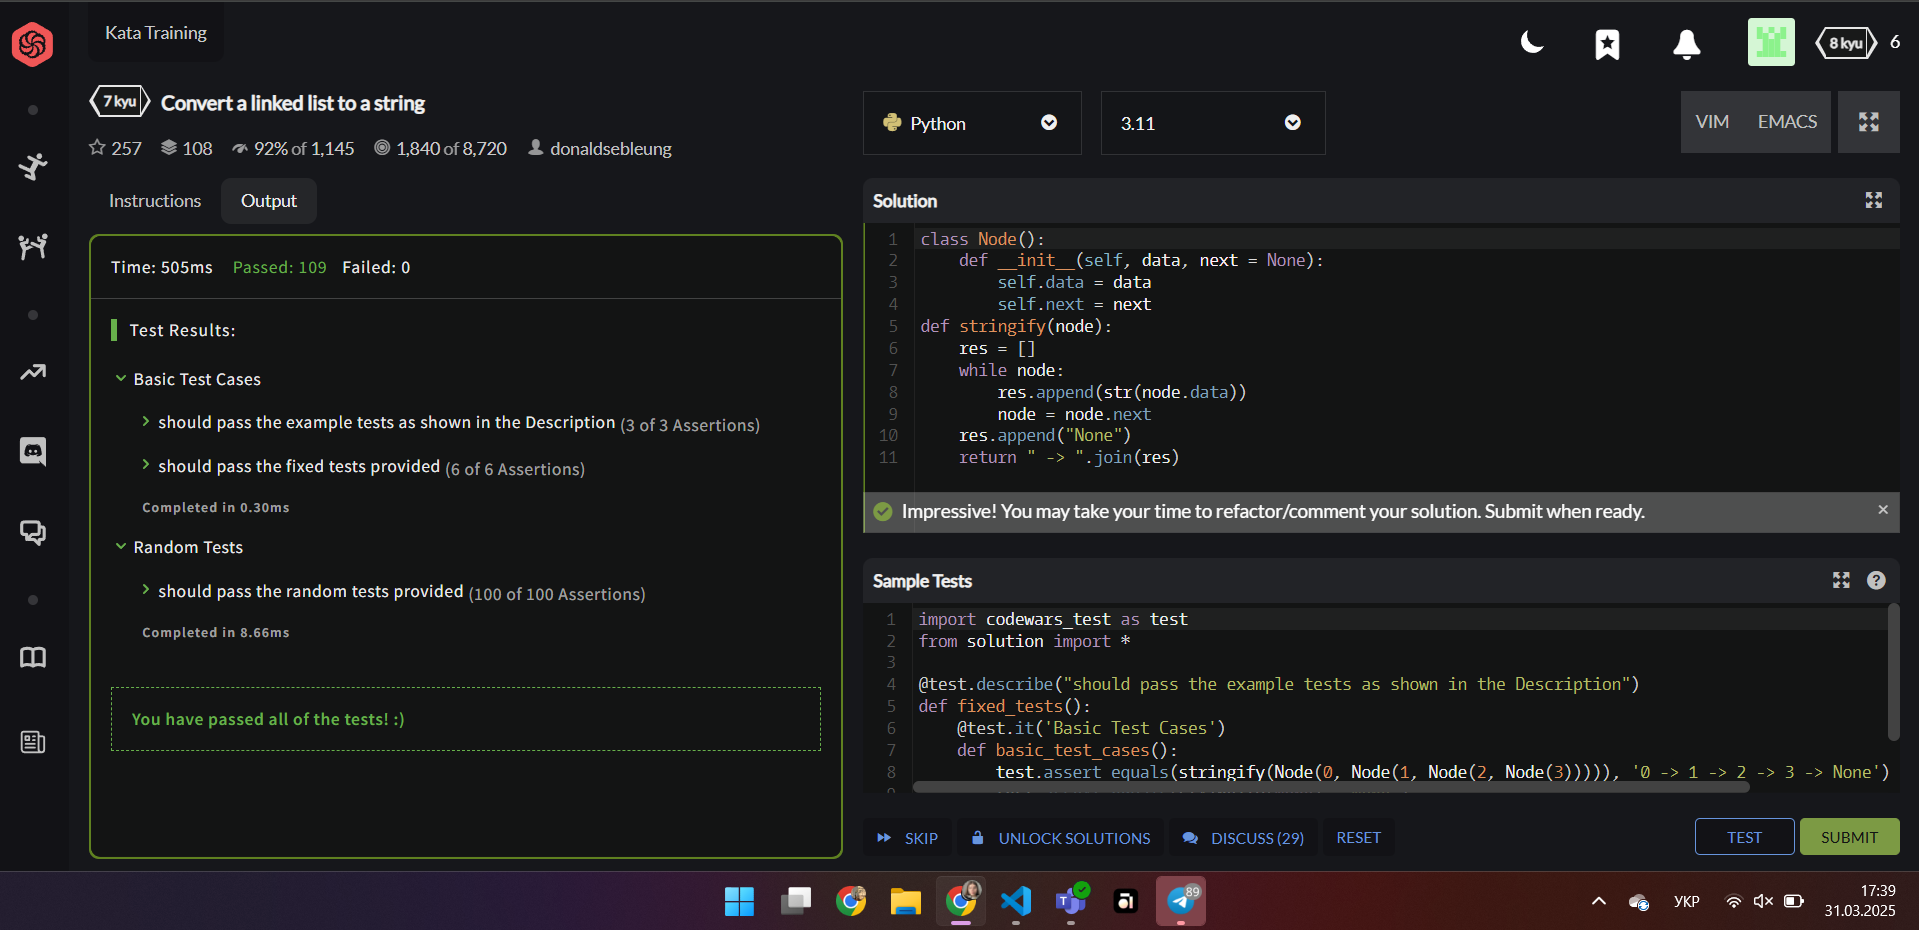 Kata Training
8 kyu
6
7 kyu
Convert a linked list to a string
257 108 92% of 1,145 1,840 of 8,720 donaldsebleung
Instructions
Output
Time: 505ms Passed: 109 Failed: 0
Test Results:
Basic Test Cases
should pass the example tests as shown in the Description (3 of 3 Assertions)
should pass the fixed tests provided (6 of 6 Assertions)
Completed in 0.30ms
Random Tests
should pass the random tests provided (100 of 100 Assertions)
Completed in 8.66ms
You have passed all of the tests! :)
Python
3.11
VIM
EMACS
Solution
1 class Node():
2     def __init__(self, data, next = None):
3         self.data = data
4         self.next = next
5 def stringify(node):
6     res = []
7     while node:
8         res.append(str(node.data))
9         node = node.next
10     res.append("None")
11     return " -> ".join(res)
Impressive! You may take your time to refactor/comment your solution. Submit when ready.
×
Sample Tests
?
1 import codewars_test as test
2 from solution import *
3
4 @test.describe("should pass the example tests as shown in the Description")
5 def fixed_tests():
6     @test.it('Basic Test Cases')
7     def basic_test_cases():
8         test.assert_equals(stringify(Node(0, Node(1, Node(2, Node(3))))), '0 -> 1 -> 2 -> 3 -> None')
SKIP
UNLOCK SOLUTIONS
DISCUSS (29)
RESET
TEST
SUBMIT
89
УКР
17:39
31.03.2025